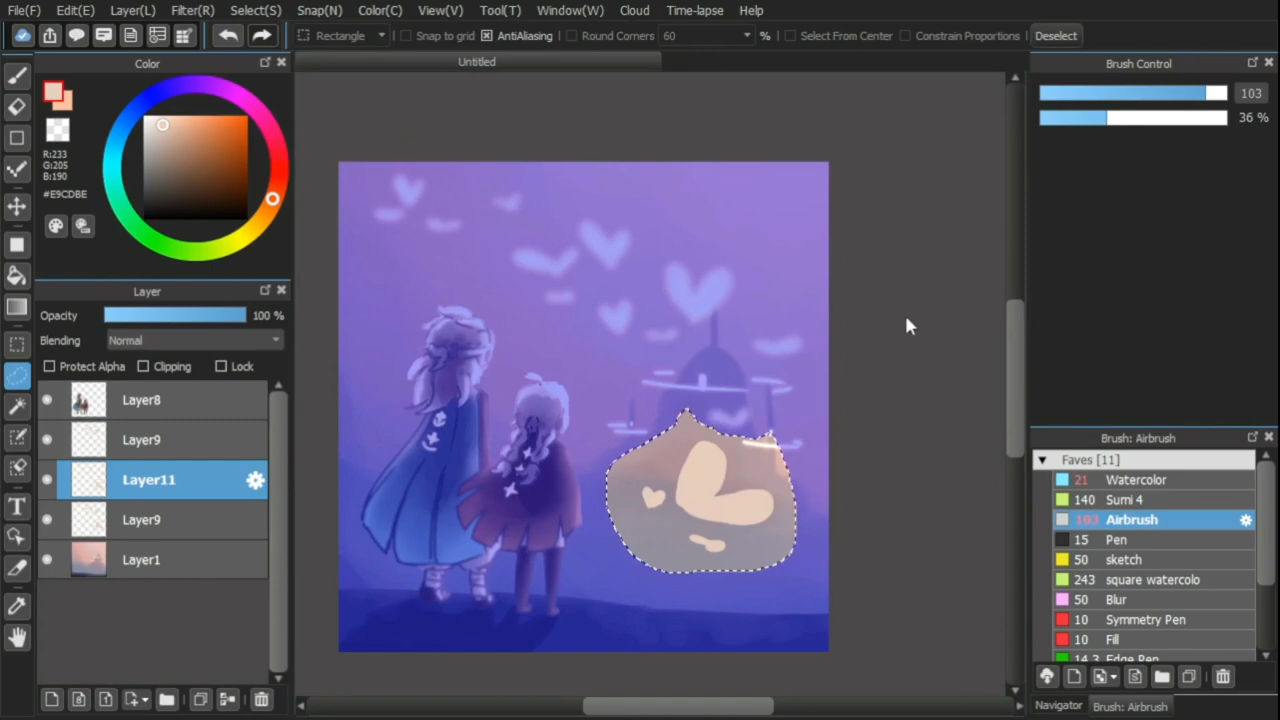 File(F) Edit(E) Layer(L) Filter(R) Select(S) Snap(N) Color(C) View(V) Tool(T) Window(W) Cloud Time-lapse Help
Rectangle Snap to grid AntiAliasing Round Corners 60 % Select From Center Constrain Proportions Deselect
Color
Untitled
Brush Control
103
36 %
R:233
G:205
B:190
#E9CDBE
Layer
Opacity 100 %
Blending Normal
Protect Alpha Clipping Lock
Layer8
Layer9
Layer11
Layer9
Layer1
Brush: Airbrush
Faves [11]
21 Watercolor
140 Sumi 4
103 Airbrush
15 Pen
50 sketch
243 square watercolo
50 Blur
10 Symmetry Pen
10 Fill
14.3 Edge Pen
Navigator Brush: Airbrush